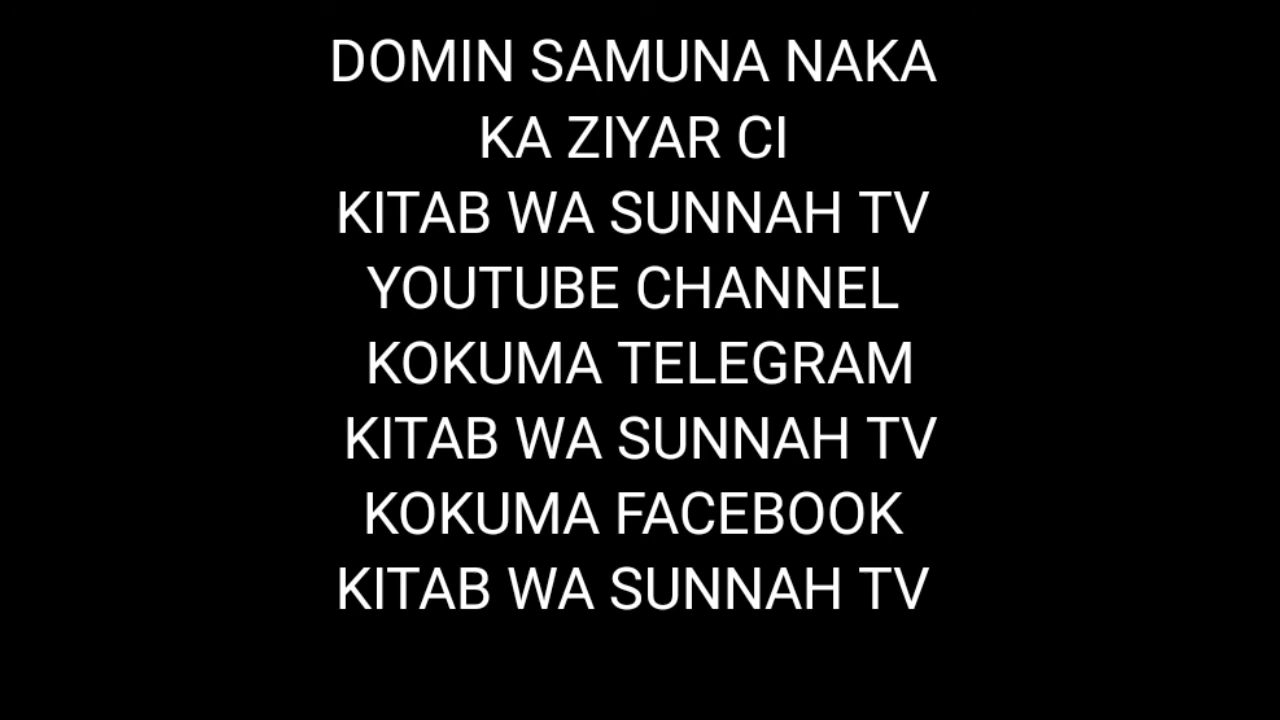 DOMIN SAMUNA NAKA
KA ZIYAR CI
KITAB WA SUNNAH TV
YOUTUBE CHANNEL
KOKUMA TELEGRAM
KITAB WA SUNNAH TV
KOKUMA FACEBOOK
KITAB WA SUNNAH TV